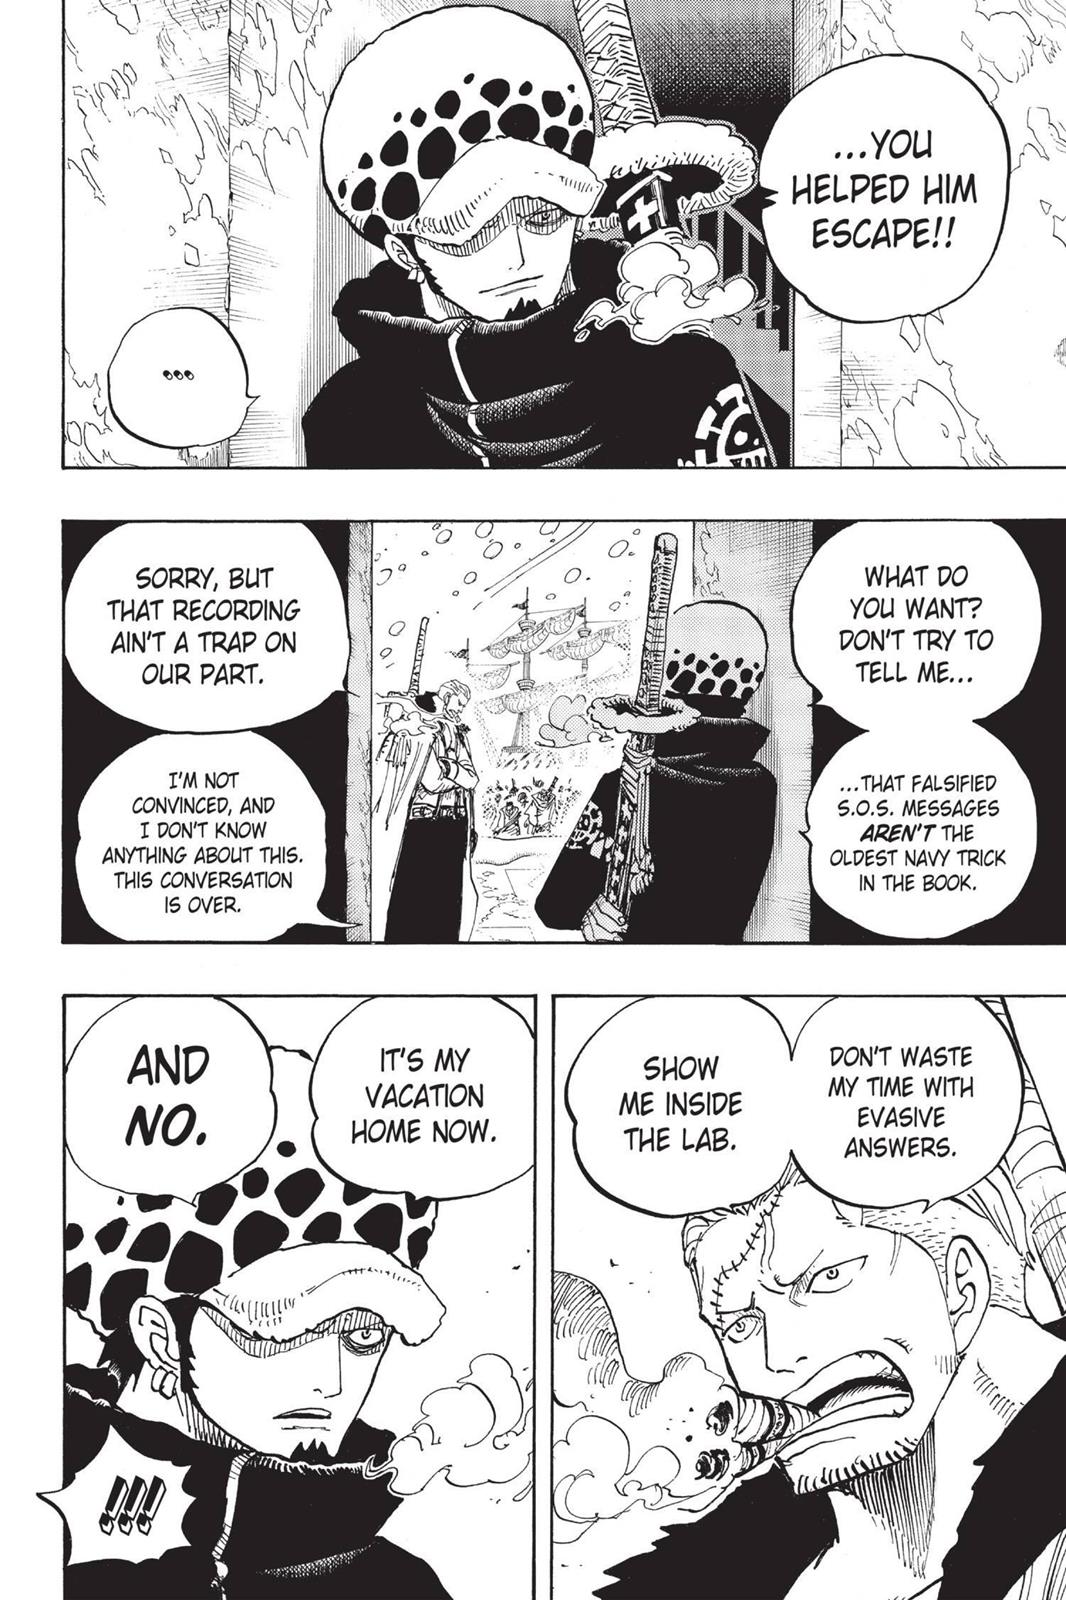 …YOU
HELPED HIM
ESCAPE!!
…
WHAT DO
YOU WANT?
DON'T TRY TO
TELL ME…
…THAT FALSIFIED
S.O.S. MESSAGES
AREN'T THE
OLDEST NAVY TRICK
IN THE BOOK.
SORRY, BUT
THAT RECORDING
AIN'T A TRAP ON
OUR PART.
I'M NOT
CONVINCED, AND
I DON'T KNOW
ANYTHING ABOUT THIS.
THIS CONVERSATION
IS OVER.
DON'T WASTE
MY TIME WITH
EVASIVE
ANSWERS.
SHOW
ME INSIDE
THE LAB.
IT'S MY
VACATION
HOME NOW.
AND
NO.
!!!!